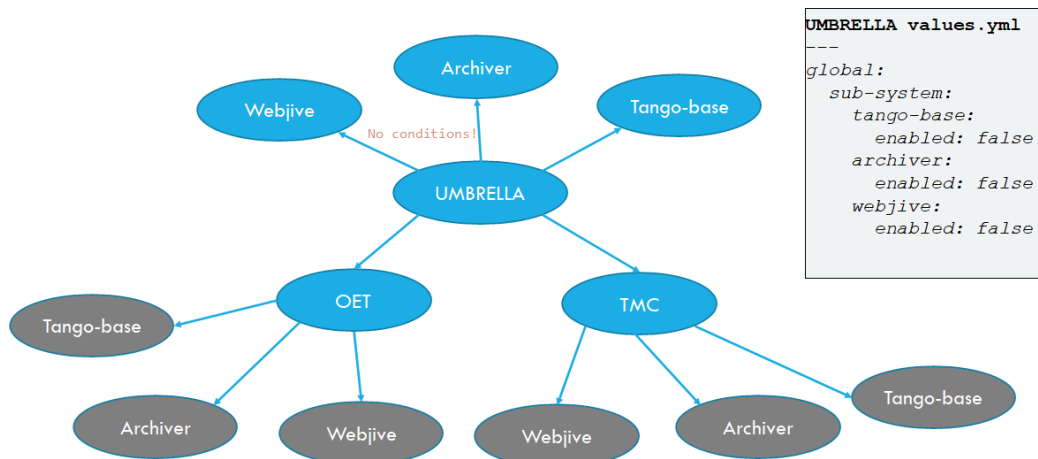 Archiver
Webjive
Tango-base
No conditions!
UMBRELLA
OET
TMC
Tango-base
Archiver
Webjive
Webjive
Archiver
Tango-base
UMBRELLA values.yml
---
global:
  sub-system:
    tango-base:
      enabled: false
    archiver:
      enabled: false
    webjive:
      enabled: false